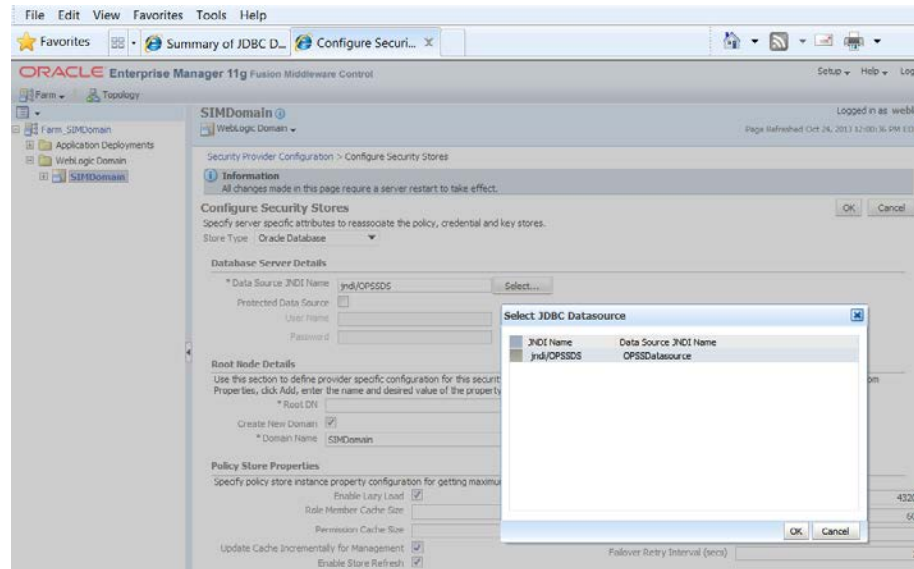 File Edit View Favorites Tools Help
Favorites Summary of JDBC D... Configure Securi... X
ORACLE Enterprise Manager 11g Fusion Middleware Control
Setup Help Log
Farm Topology
SIMDomain
Logged in as webl
WebLogic Domain
Page Refreshed Oct 24, 2013 12:00:36 PM
Farm_SIMDomain
Application Deployments
WebLogic Domain
SIMDomain
Security Provider Configuration > Configure Security Stores
Information
All changes made in this page require a server restart to take effect.
Configure Security Stores
OK Cancel
Specify server specific attributes to reassociate the policy, credential and key stores.
Store Type Oracle Database
Database Server Details
* Data Source JNDI Name jndi/OPSSDS Select...
Protected Data Source
User Name
Password
Select JDBC Datasource
JNDI Name Data Source JNDI Name
jndi/OPSSDS OPSSDatasource
OK Cancel
Root Node Details
Use this section to define provider specific configuration for this securit om
Properties, click Add, enter the name and desired value of the property
* Root DN
Create New Domain
* Domain Name SIMDomain
Policy Store Properties
Specify policy store instance property configuration for getting maximu
Enable Lazy Load
4320
Role Member Cache Size
60
Permission Cache Size
Update Cache Incrementally for Management
Failover Retry Interval (secs)
Enable Store Refresh